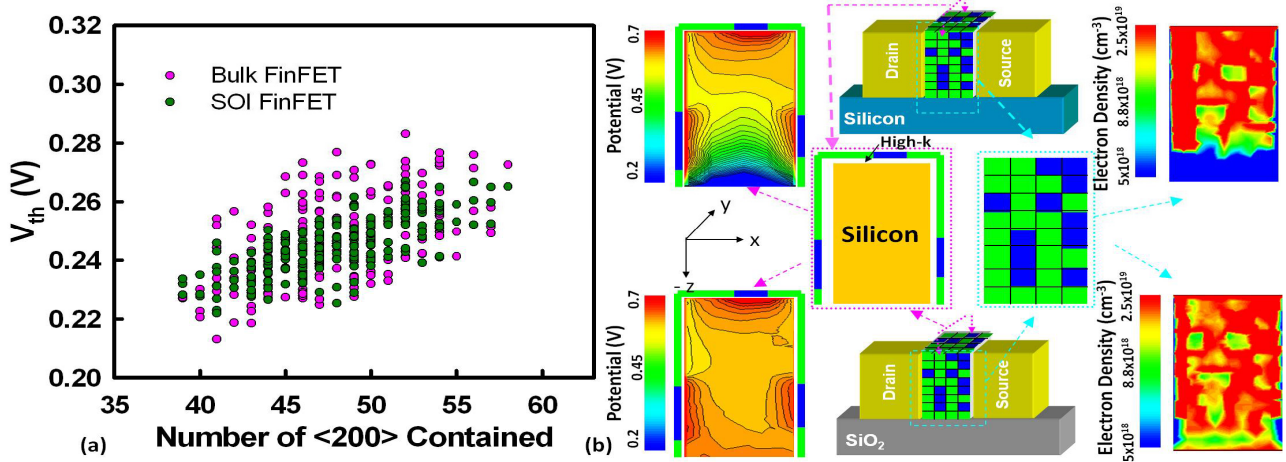 0.32
0.30
0.28
0.26
0.24
0.22
0.20
V_th (V)
Bulk FinFET
SOI FinFET
35
40
45
50
55
60
(a)
Number of <200> Contained
(b)
Potential (V)
0.7
0.45
0.2
Drain
Source
Silicon
Electron Density (cm⁻³)
2.5x10¹⁹
8.8x10¹⁸
5x10¹⁸
High-k
Silicon
y
x
- z
Potential (V)
0.7
0.45
0.2
Drain
Source
SiO₂
Electron Density (cm⁻³)
2.5x10¹⁹
8.8x10¹⁸
5x10¹⁸